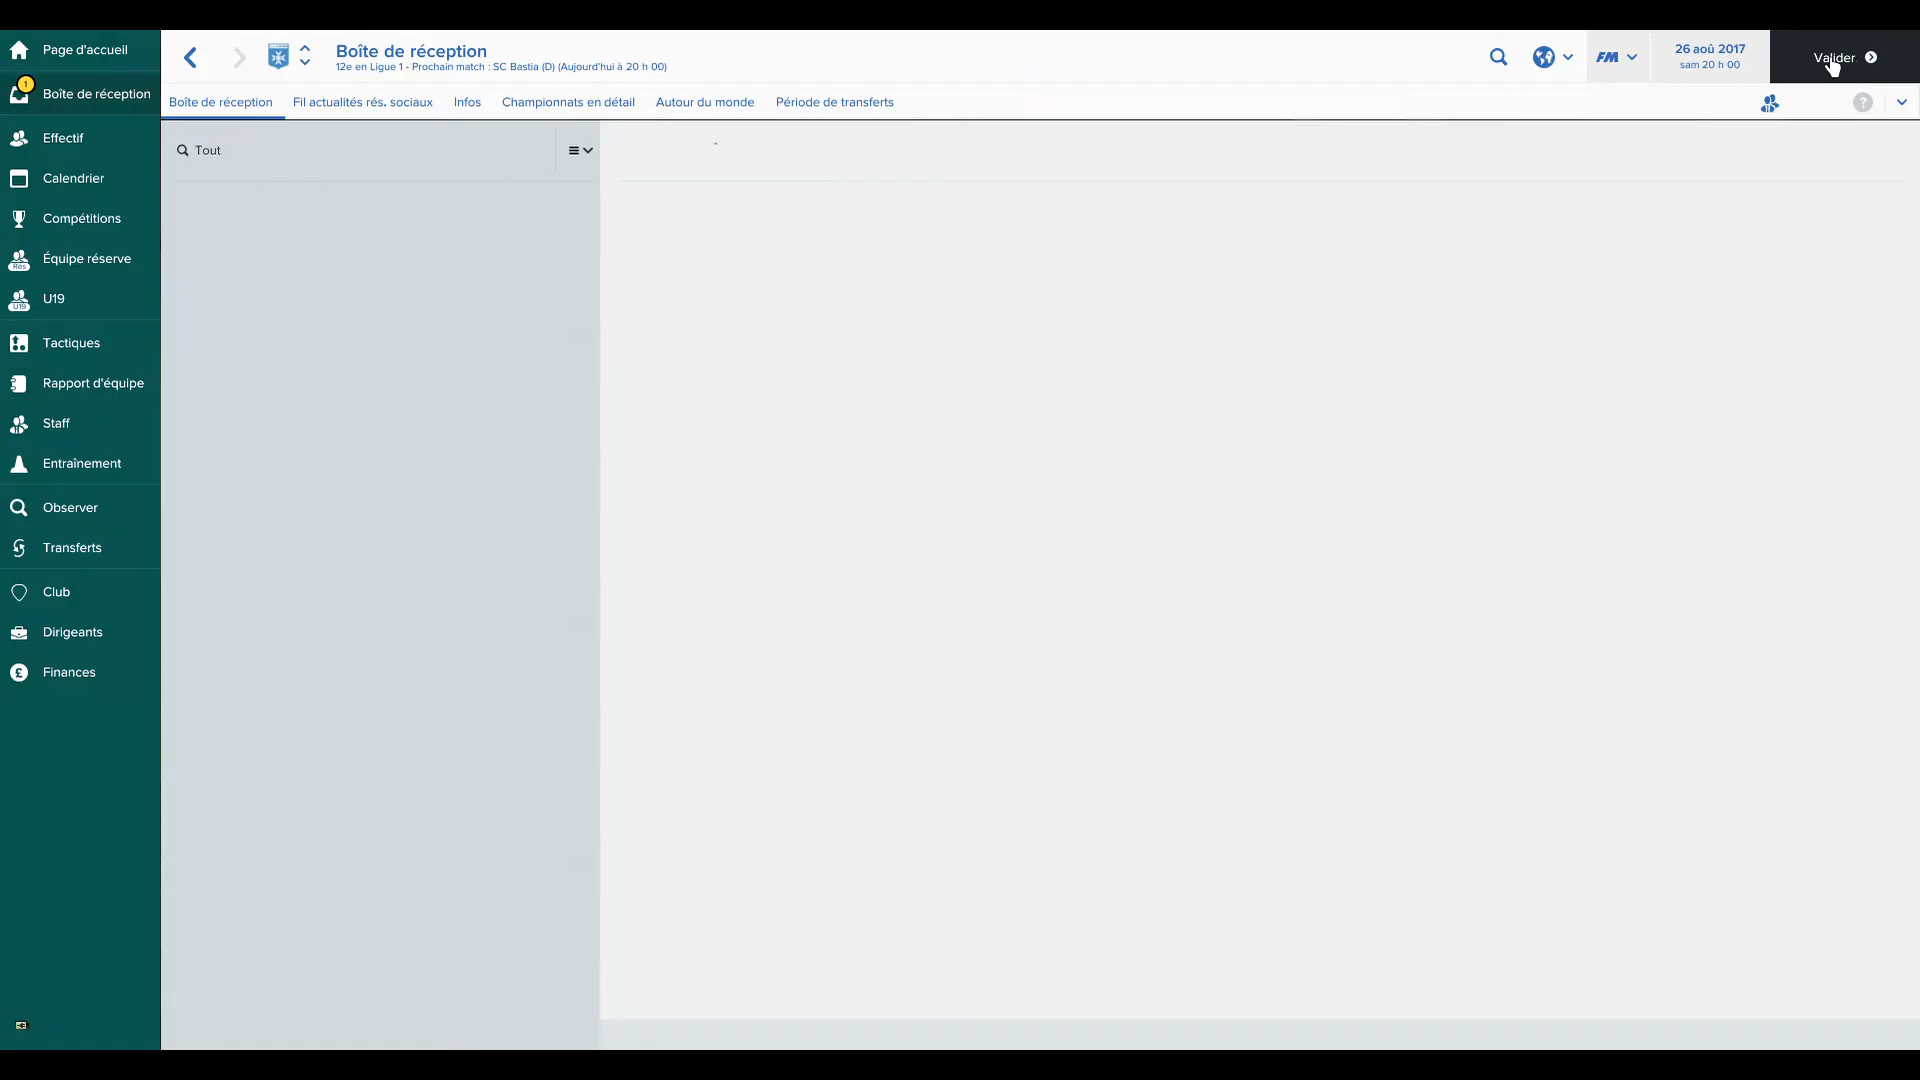 Page d'accueil
1
Boîte de réception
Effectif
Calendrier
Compétitions
Équipe réserve
Rés
U19
U19
Tactiques
Rapport d'équipe
Staff
Entraînement
Observer
Transferts
Club
Dirigeants
Finances
Boîte de réception
12e en Ligue 1 - Prochain match : SC Bastia (D) (Aujourd'hui à 20 h 00)
FM
26 aoû 2017
sam 20 h 00
Valider
Boîte de réception Fil actualités rés. sociaux Infos Championnats en détail Autour du monde Période de transferts
?
Tout
-